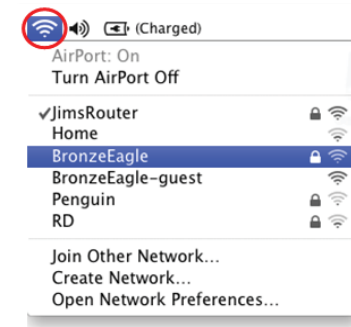 (Charged)
AirPort: On
Turn AirPort Off
✓JimsRouter
Home
BronzeEagle
BronzeEagle-guest
Penguin
RD
Join Other Network...
Create Network...
Open Network Preferences...